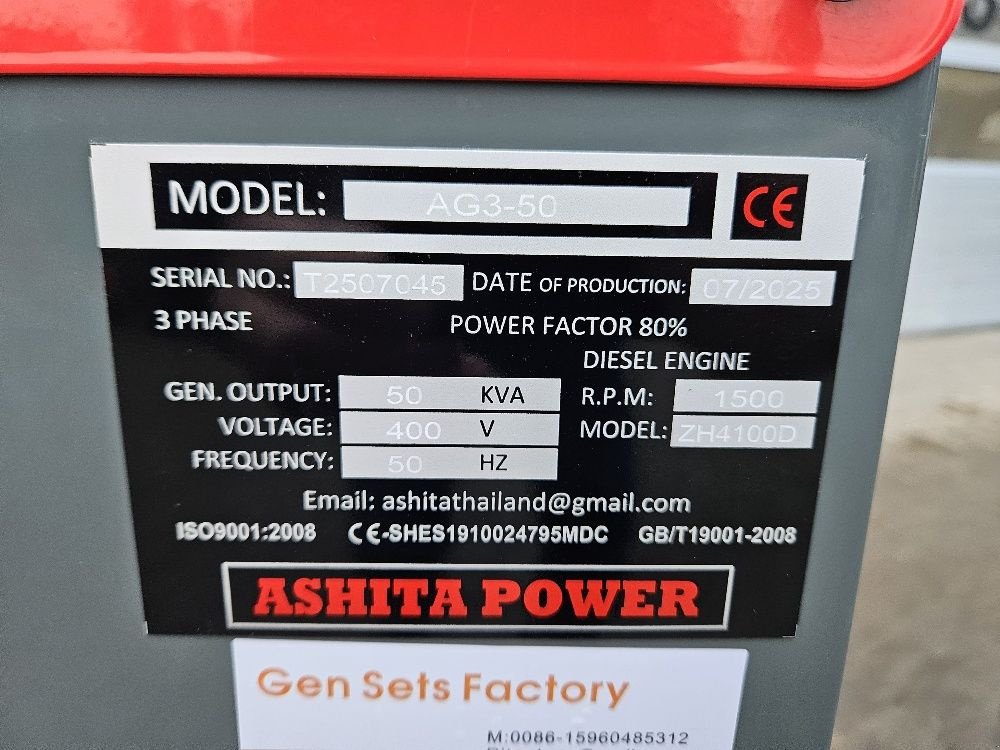 MODEL: AG3-50 CE
SERIAL NO.: T2507045 DATE OF PRODUCTION: 07/2025
3 PHASE POWER FACTOR 80%
DIESEL ENGINE
GEN. OUTPUT: 50 KVA R.P.M: 1500
VOLTAGE: 400 V MODEL: ZH4100D
FREQUENCY: 50 HZ
Email: ashitathailand@gmail.com
ISO9001:2008 CE-SHES1910024795MDC GB/T19001-2008
ASHITA POWER
Gen Sets Factory
M:0086-15960485312